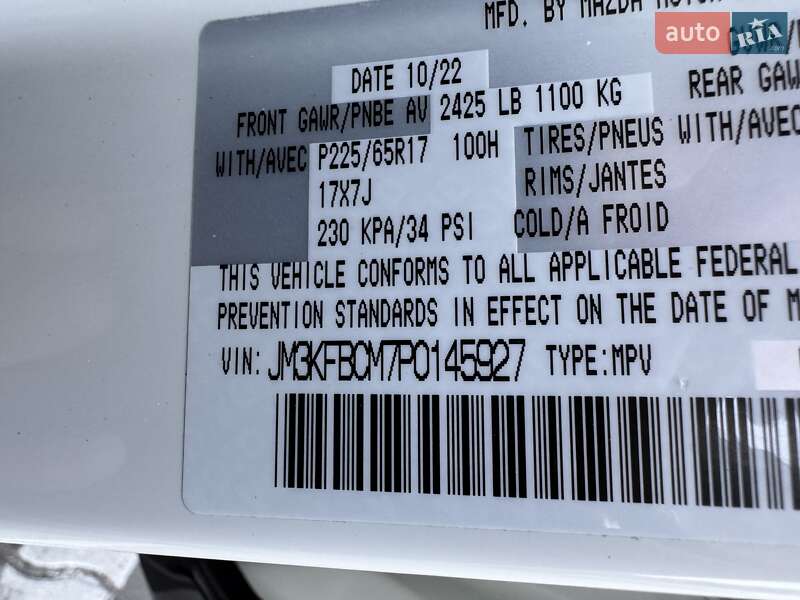 MFD. BY MAZDA MOTOR
auto RIA
.com
DATE 10/22
FRONT GAWR/PNBE AV 2425 LB 1100 KG REAR GAW
WITH/AVEC P225/65R17 100H TIRES/PNEUS WITH/AVEC
17X7J RIMS/JANTES
230 KPA/34 PSI COLD/A FROID
THIS VEHICLE CONFORMS TO ALL APPLICABLE FEDERAL
PREVENTION STANDARDS IN EFFECT ON THE DATE OF M
VIN: JM3KFBCM7P0145927 TYPE:MPV